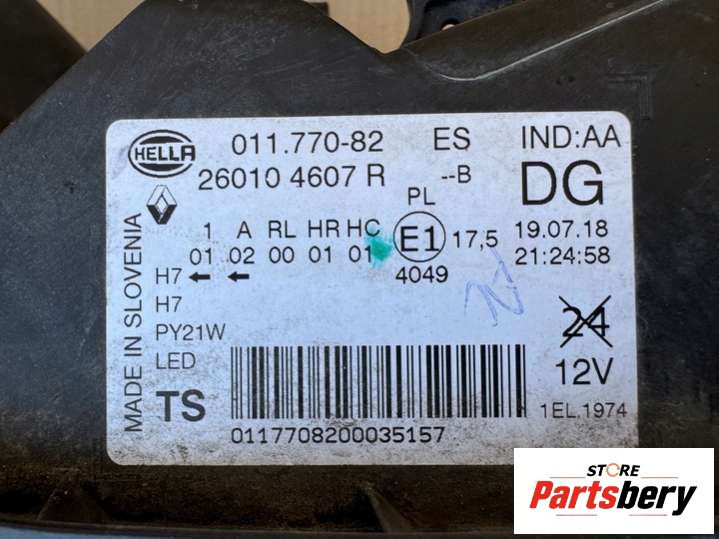 HELLA 011.770-82 ES IND:AA
26010 4607 R --B DG
PL
1 A RL HR HC E1 17,5 19.07.18
01 02 00 01 01 4049 21:24:58
H7
H7 24
PY21W
LED 12V
TS 1EL.1974
0117708200035157
MADE IN SLOVENIA
STORE
Partsbery